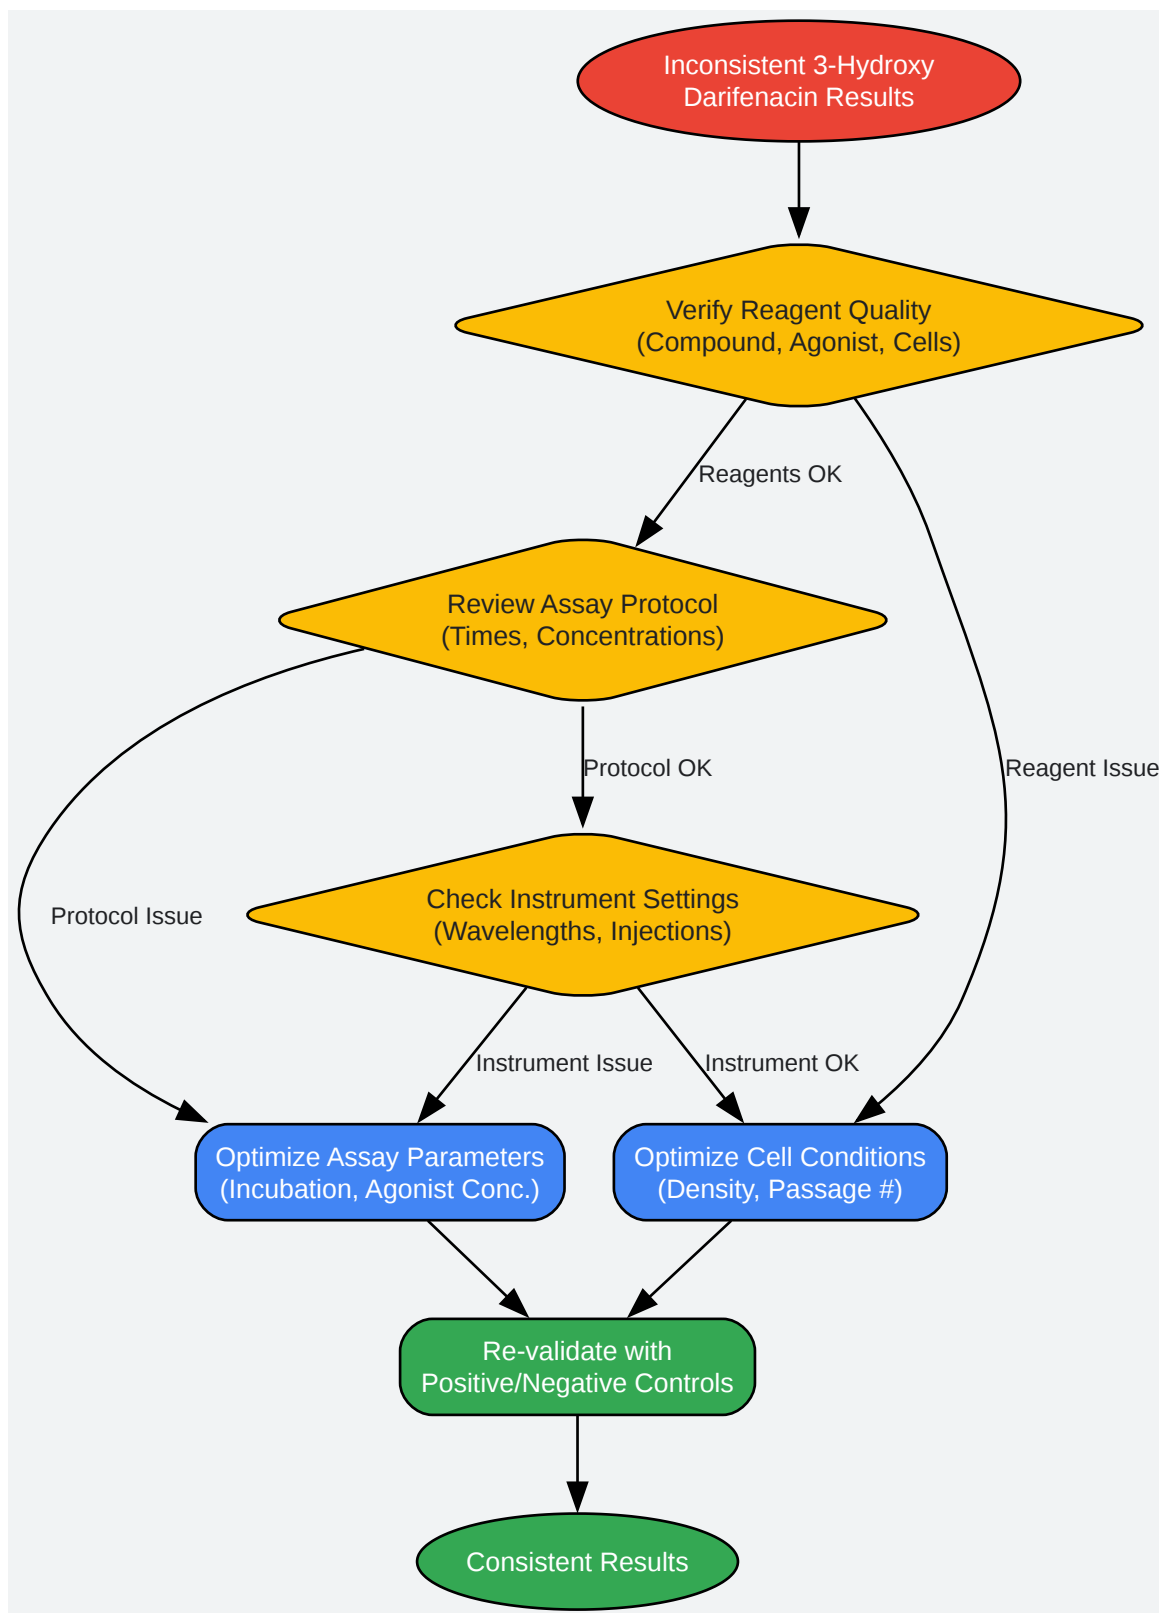 Inconsistent 3-Hydroxy
Darifenacin Results
Verify Reagent Quality
(Compound, Agonist, Cells)
Reagents OK
Review Assay Protocol
(Times, Concentrations)
Protocol OK
Reagent Issue
Check Instrument Settings
(Wavelengths, Injections)
Protocol Issue
Instrument Issue
Instrument OK
Optimize Assay Parameters
(Incubation, Agonist Conc.)
Optimize Cell Conditions
(Density, Passage #)
Re-validate with
Positive/Negative Controls
Consistent Results